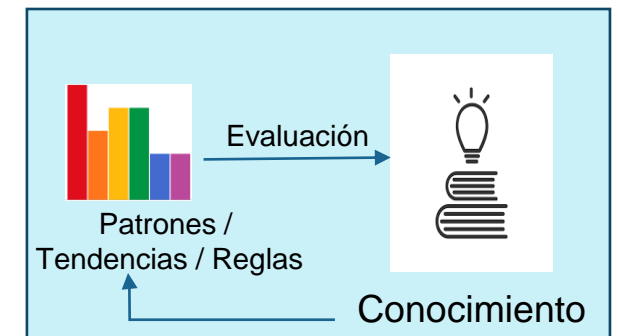 Evaluación
Patrones /
Tendencias / Reglas
Conocimiento